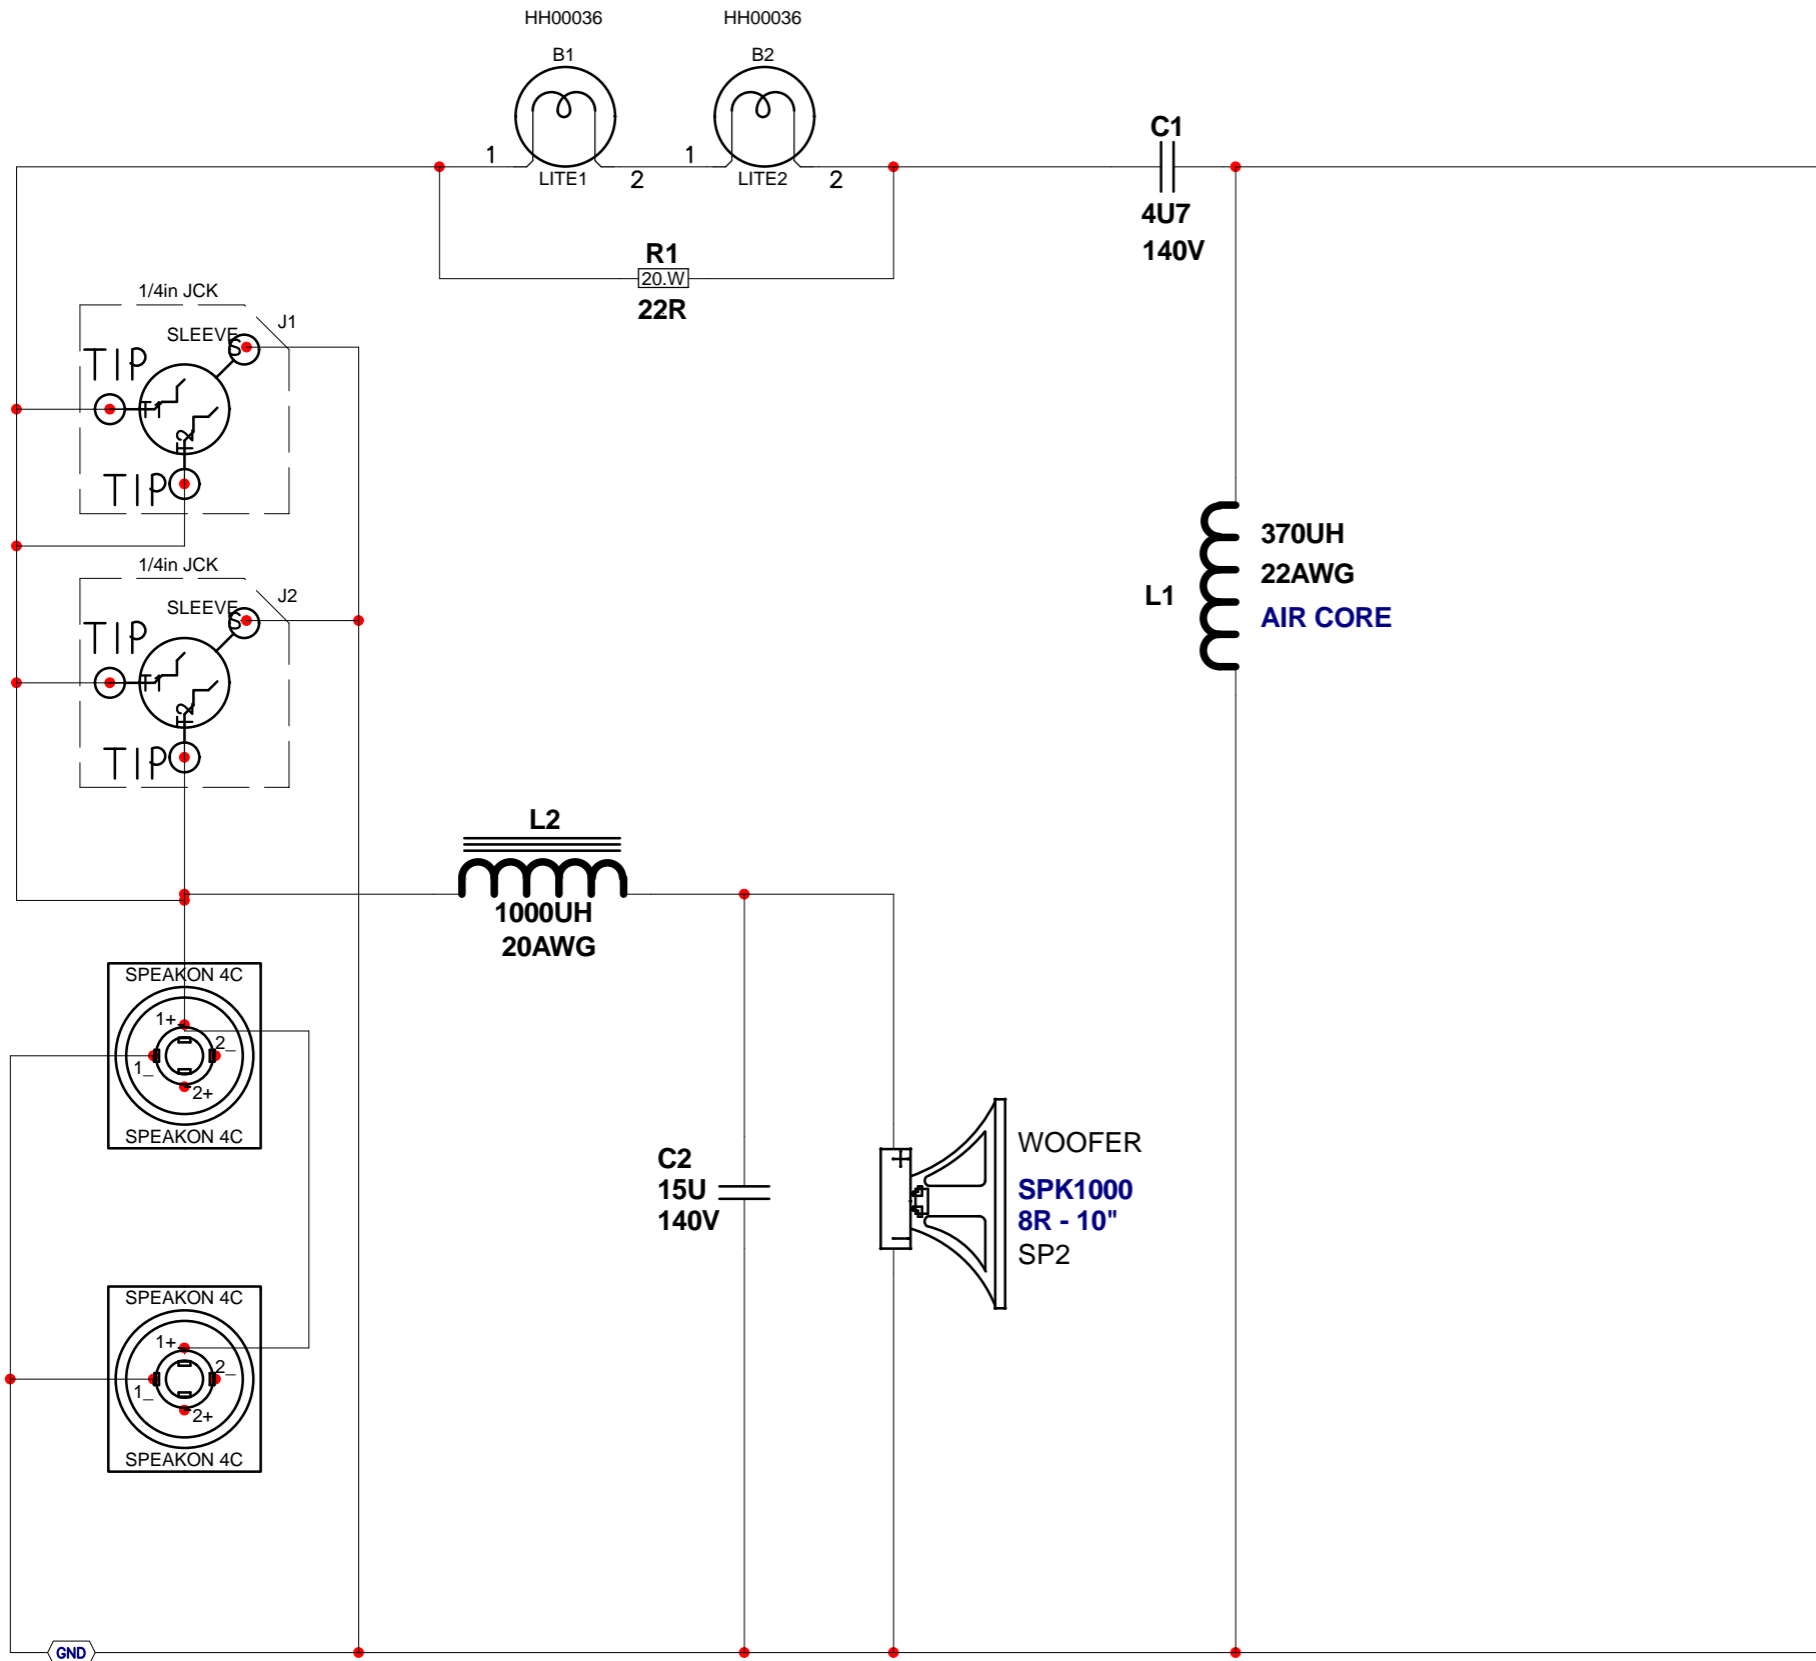 HH00036
HH00036
B1
B2
1
LITE1
2
1
LITE2
2
C1
4U7
140V
R1
20.W
22R
1/4in JCK
J1
SLEEVE
S
TIP
T1
T2
TIP
1/4in JCK
J2
SLEEVE
S
TIP
T1
T2
TIP
L1
370UH
22AWG
AIR CORE
L2
1000UH
20AWG
SPEAKON 4C
1+
2_
1_
2+
SPEAKON 4C
C2
15U
140V
+
WOOFER
SPK1000
8R - 10"
SP2
SPEAKON 4C
1+
2_
1_
2+
SPEAKON 4C
GND